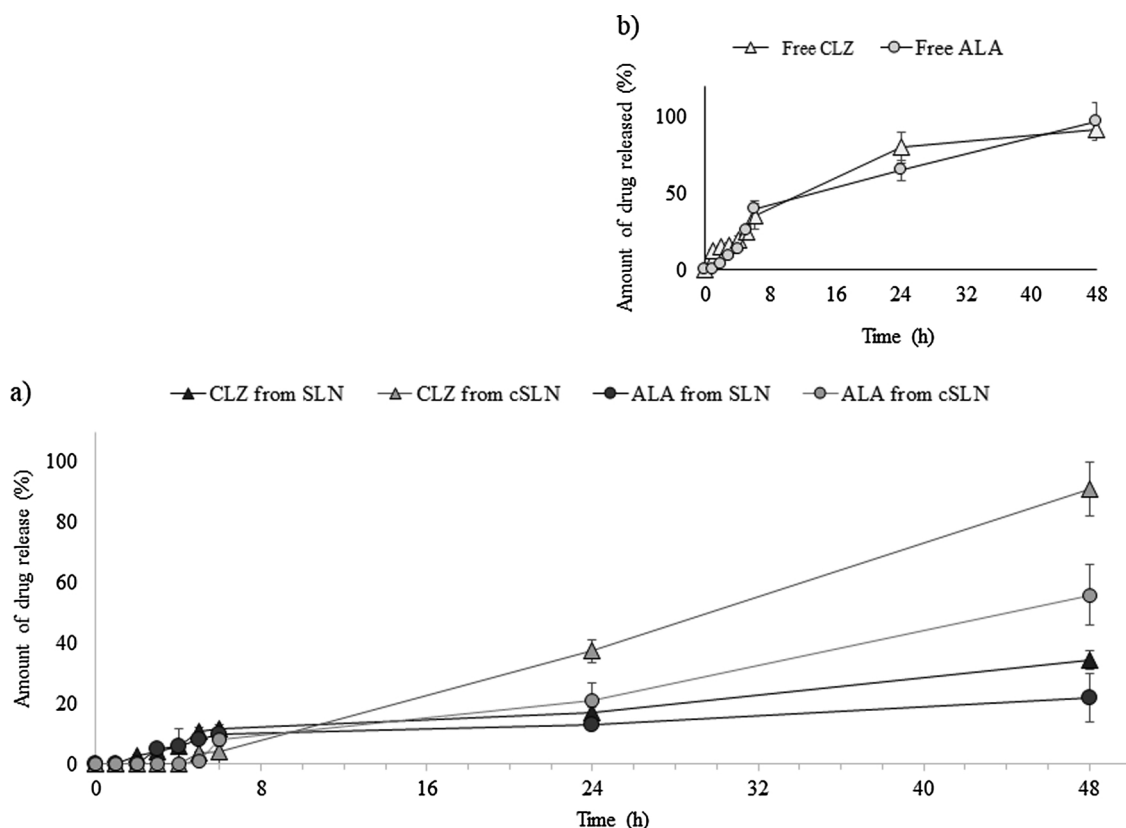 b)
Free CLZ Free ALA
Amount of drug released (%)
100
50
0
0 8 24 32 40 48
Time (h)
a)
CLZ from SLN CLZ from cSLN ALA from SLN ALA from cSLN
Amount of drug release (%)
100
80
60
40
20
0
0 8 24 32 40 48
Time (h)